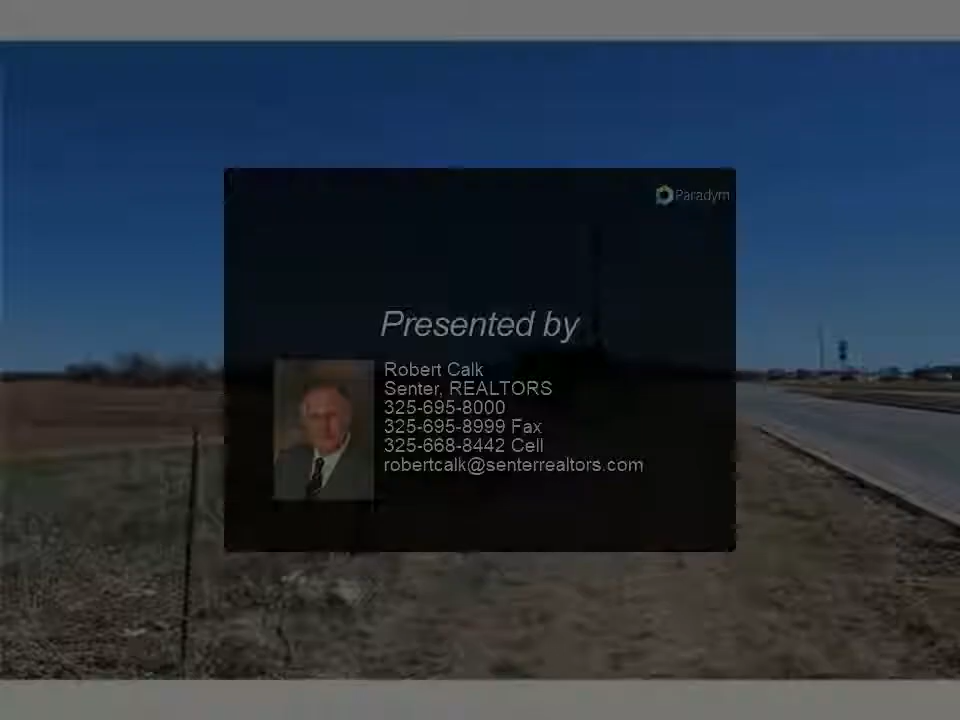 Paradym
Presented by
Robert Calk
Senter, REALTORS
325-695-8000
325-695-8999 Fax
325-668-8442 Cell
robertcalk@senterrealtors.com